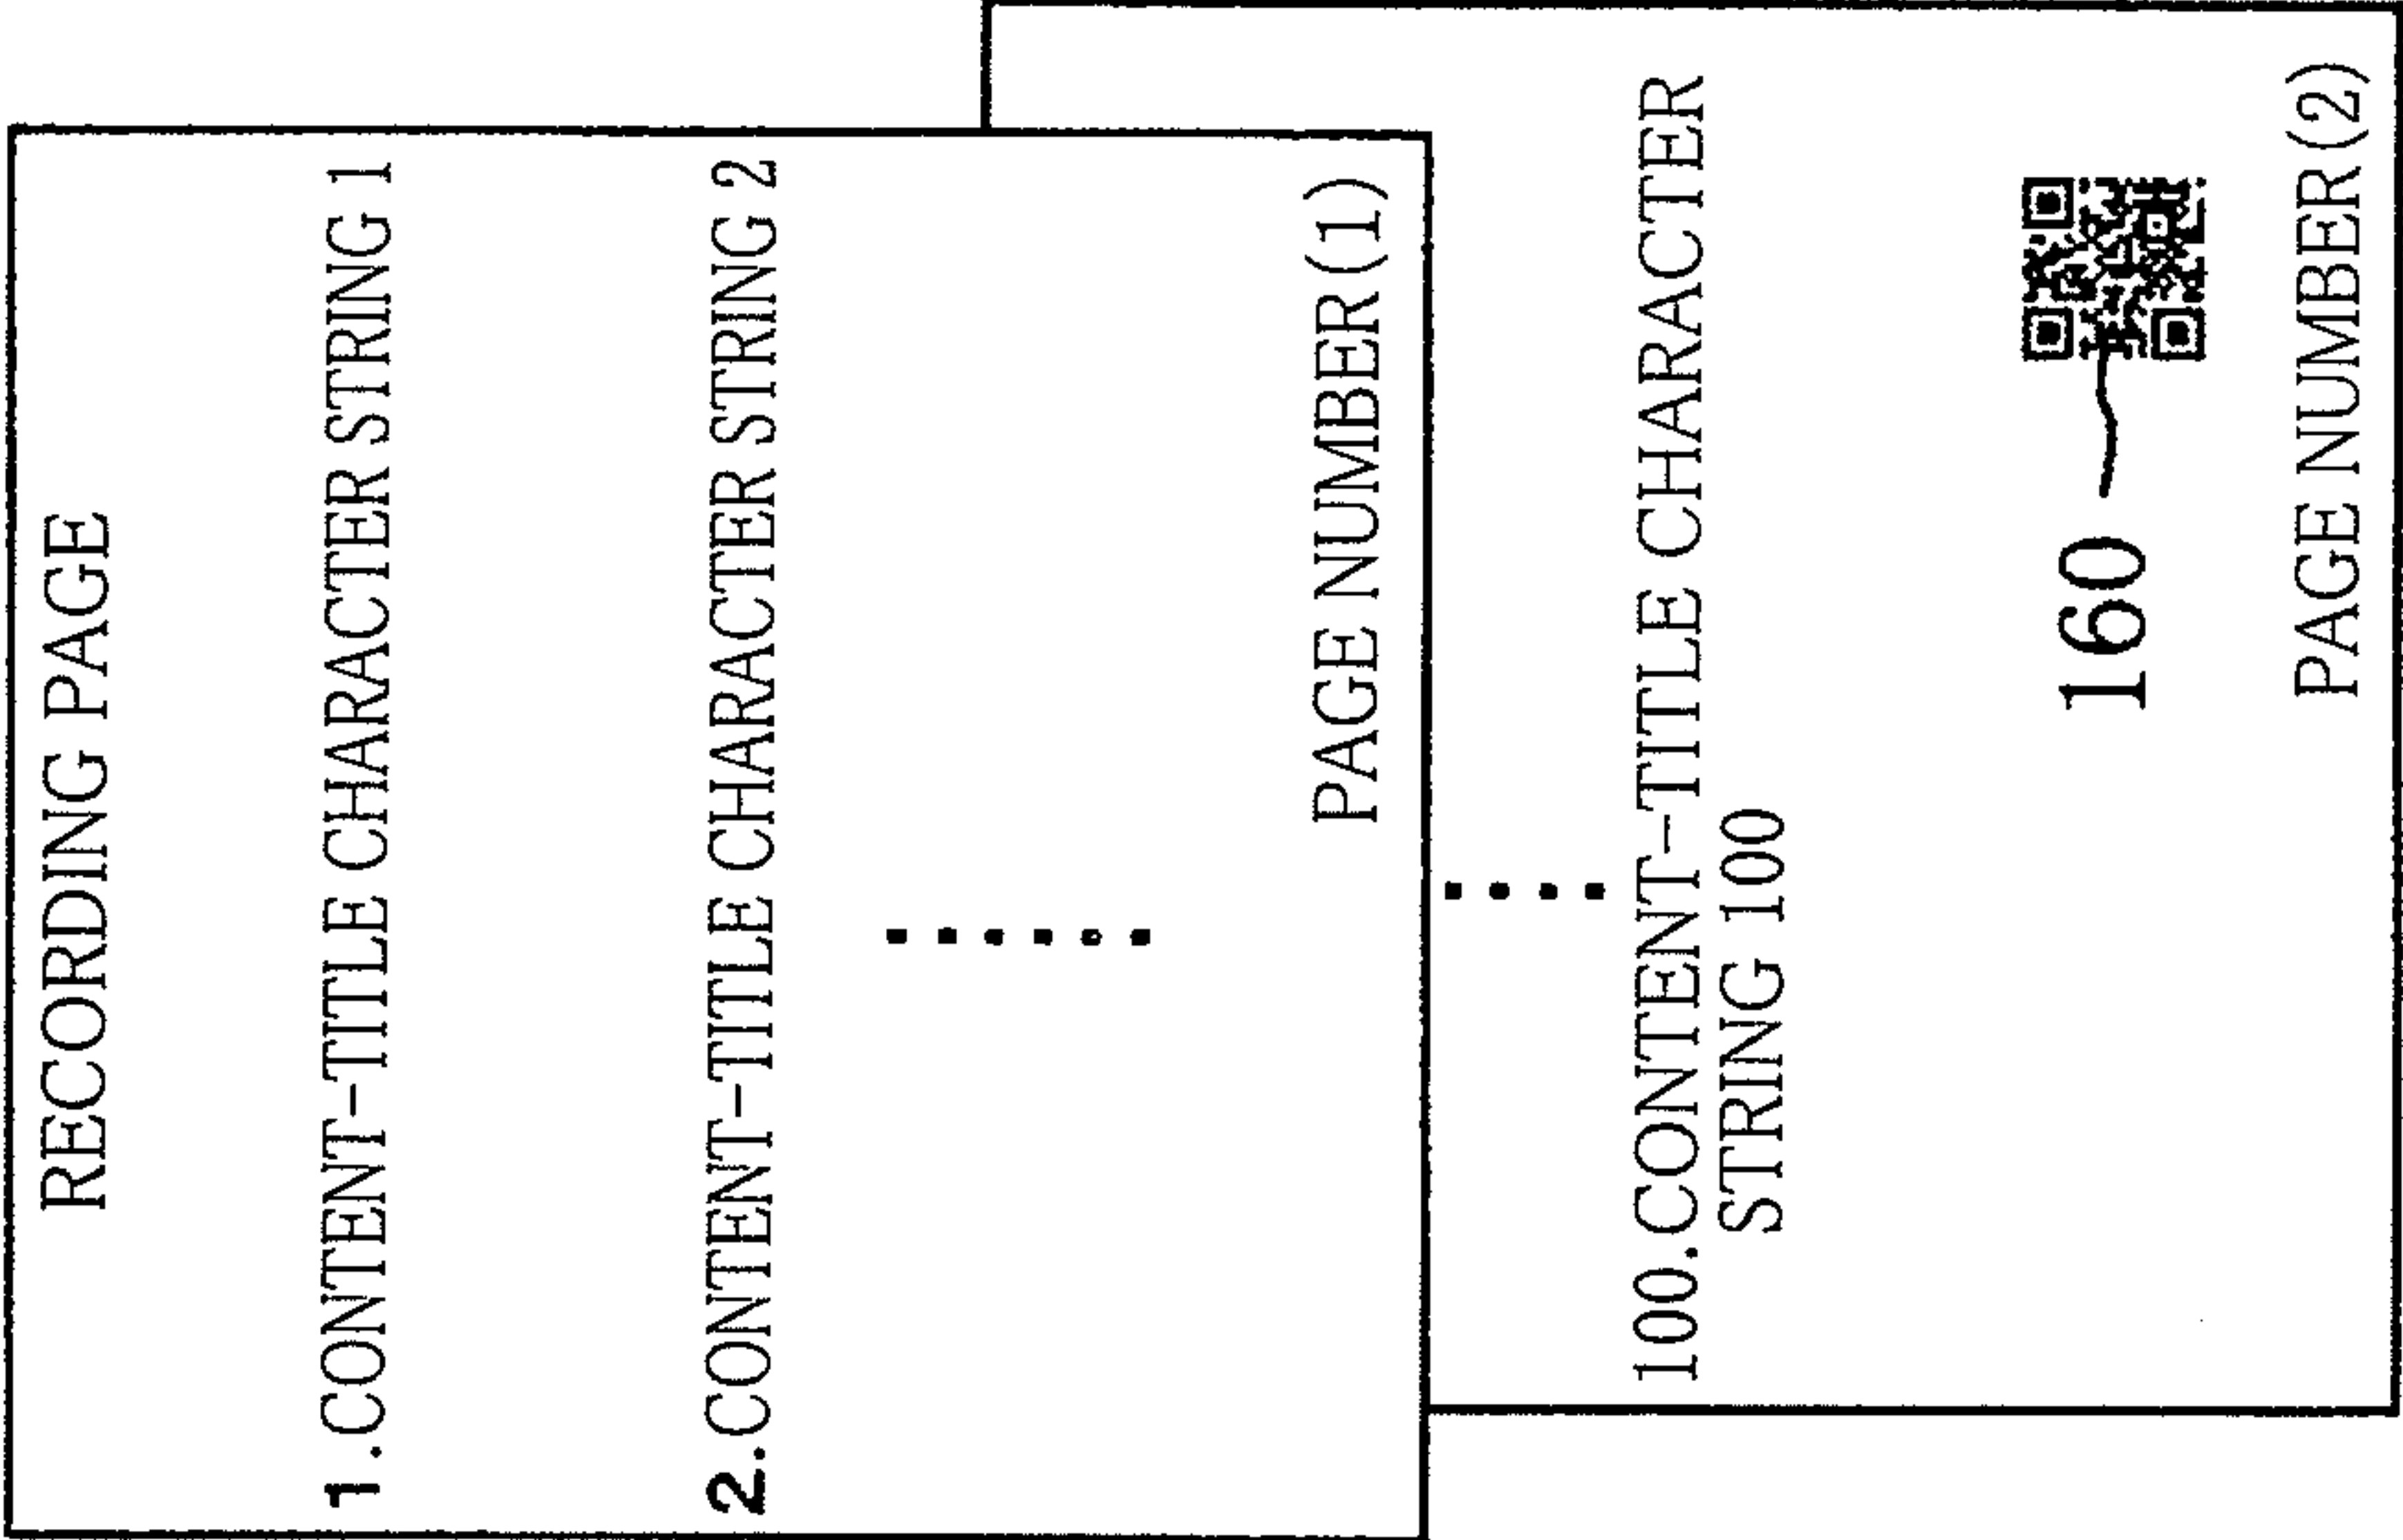 RECORDING PAGE
1.CONTENT-TITLE CHARACTER STRING 1
2.CONTENT-TITLE CHARACTER STRING 2
......
PAGE NUMBER(1)
....
100.CONTENT-TITLE CHARACTER
STRING 100
160
PAGE NUMBER(2)